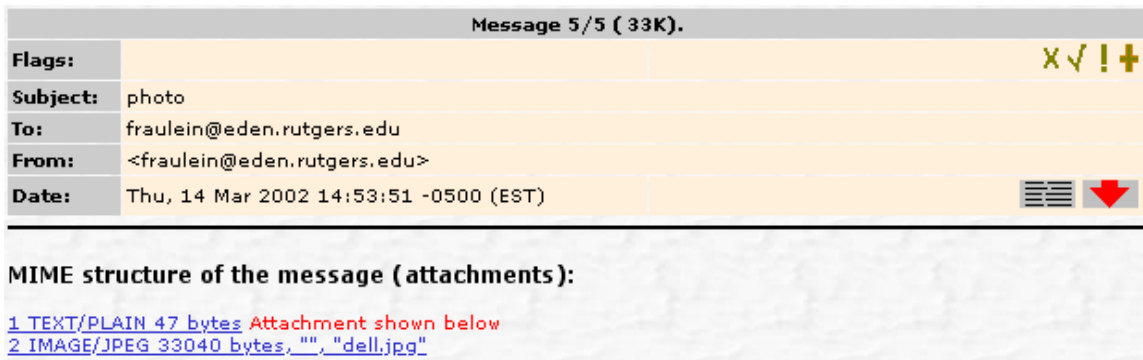 Message 5/5 ( 33K).
Flags:
Subject: photo
To: fraulein@eden.rutgers.edu
From: <fraulein@eden.rutgers.edu>
Date: Thu, 14 Mar 2002 14:53:51 -0500 (EST)
MIME structure of the message (attachments):
1 TEXT/PLAIN 47 bytes Attachment shown below
2 IMAGE/JPEG 33040 bytes, "", "dell.jpg"